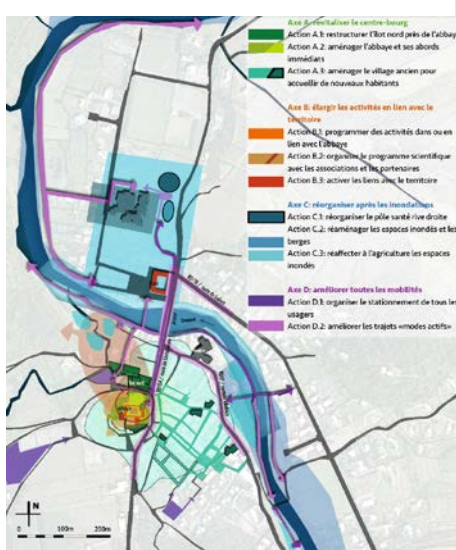 Axe A: revitaliser le centre-bourg
Action A.1: restructurer l'îlot nord près de l'abbaye
Action A.2: aménager l'abbaye et ses abords
immédiats
Action A.3: aménager le village ancien pour
accueillir de nouveaux habitants
Axe B: élargir les activités en lien avec le
territoire
Action B.1: programmer des activités dans ou en
lien avec l'abbaye
Action B.2: organiser le programme scientifique
avec les associations et les partenaires
Action B.3: activer les liens avec le territoire
Axe C: réorganiser après les inondations
Action C.1: réorganiser le pôle santé rive droite
Action C.2: réaménager les espaces inondés et les
berges
Action C.3: réaffecter à l'agriculture les espaces
inondés
Axe D: améliorer toutes les mobilités
Action D.1: organiser le stationnement de tous les
usagers
Action D.2: améliorer les trajets «modes actifs»
N
0 100m 200m